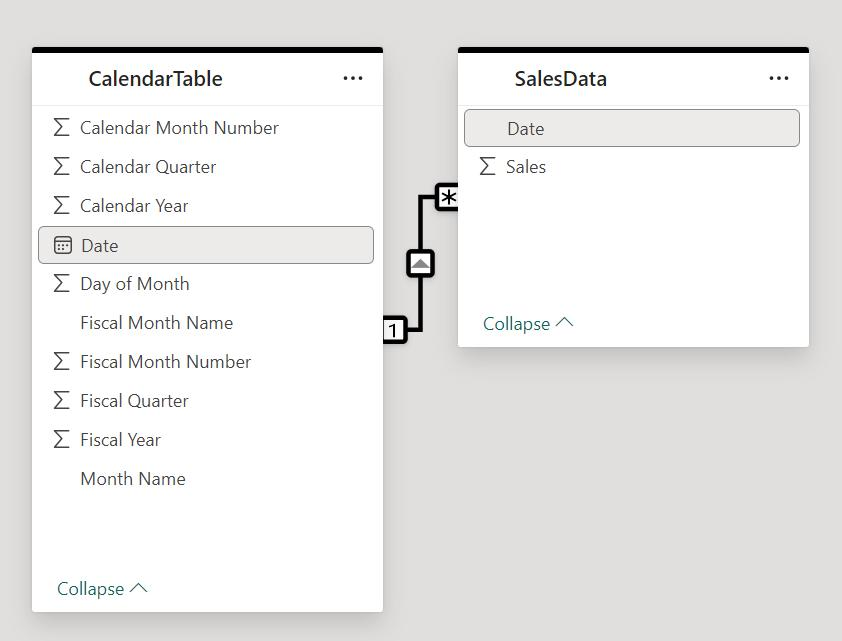 CalendarTable
Calendar Month Number
Calendar Quarter
Calendar Year
Date
Day of Month
Fiscal Month Name
Fiscal Month Number
Fiscal Quarter
Fiscal Year
Month Name
Collapse
1
*
SalesData
Date
Sales
Collapse